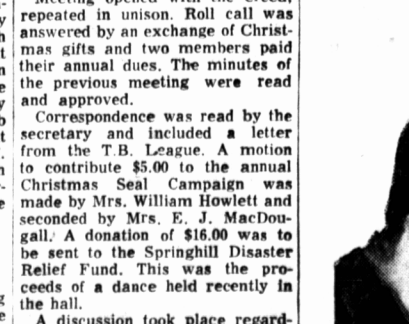 Meeting opened with the Creed,
repeated in unison. Roll call was
answered by an exchange of Christ-
mas gifts and two members paid
their annual dues. The minutes of
the previous meeting were read
and approved.
Correspondence was read by the
secretary and included a letter
from the T.B. League. A motion
to contribute $5.00 to the annual
Christmas Seal Campaign was
made by Mrs. William Howlett and
seconded by Mrs. E. J. MacDou-
gall. A donation of $16.00 was to
be sent to the Springhill Disaster
Relief Fund. This was the pro-
ceeds of a dance held recently in
the hall.
A discussion took place regard-